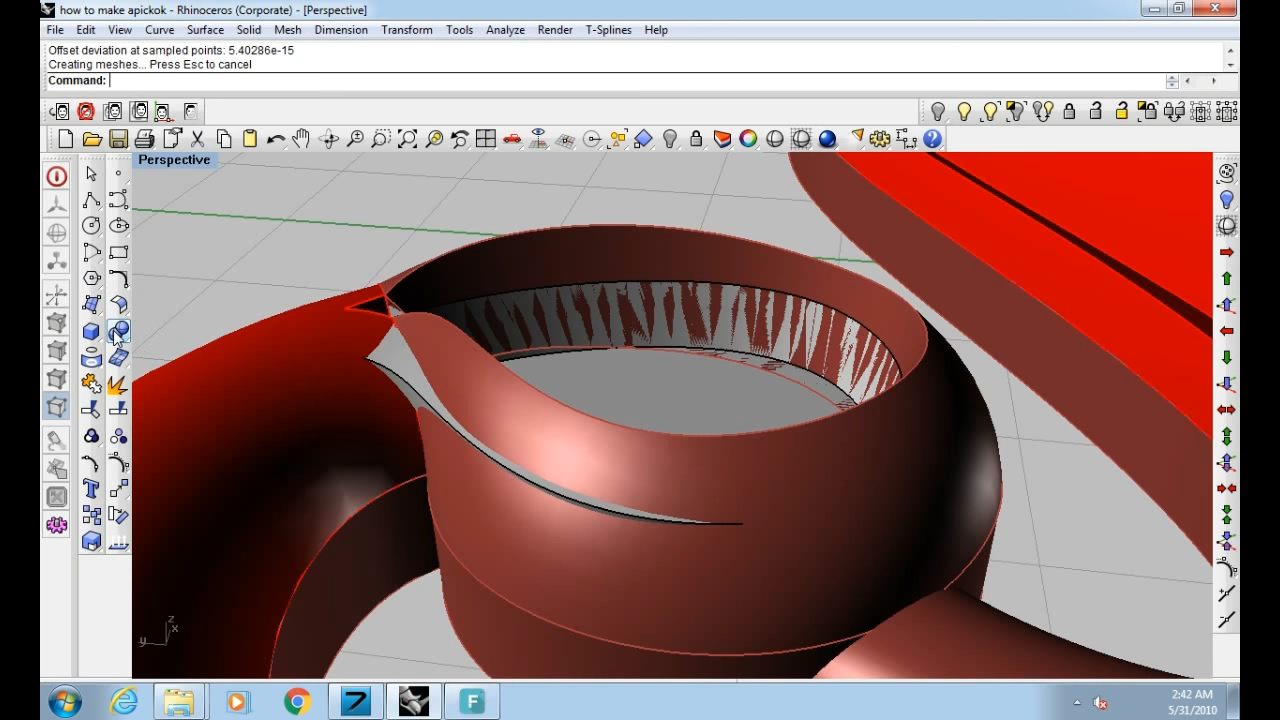 how to make apickok - Rhinoceros (Corporate) - [Perspective]
File Edit View Curve Surface Solid Mesh Dimension Transform Tools Analyze Render T-Splines Help
Offset deviation at sampled points: 5.40286e-15
Creating meshes... Press Esc to cancel
Command:
Perspective
z
y x
2:42 AM
5/31/2010